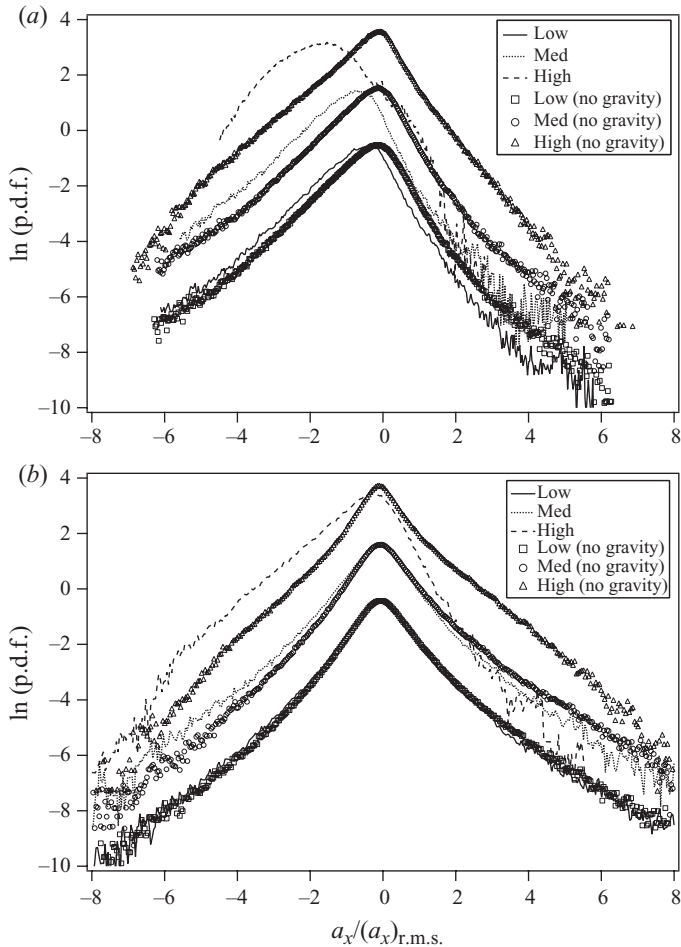 (a)
4
2
0
–2
–4
–6
–8
–10
ln (p.d.f.)
Low
Med
High
Low (no gravity)
Med (no gravity)
High (no gravity)
–8 –6 –4 –2 0 2 4 6 8
(b)
4
2
0
–2
–4
–6
–8
–10
ln (p.d.f.)
Low
Med
High
Low (no gravity)
Med (no gravity)
High (no gravity)
–8 –6 –4 –2 0 2 4 6 8
a_x/(a_x)_r.m.s.